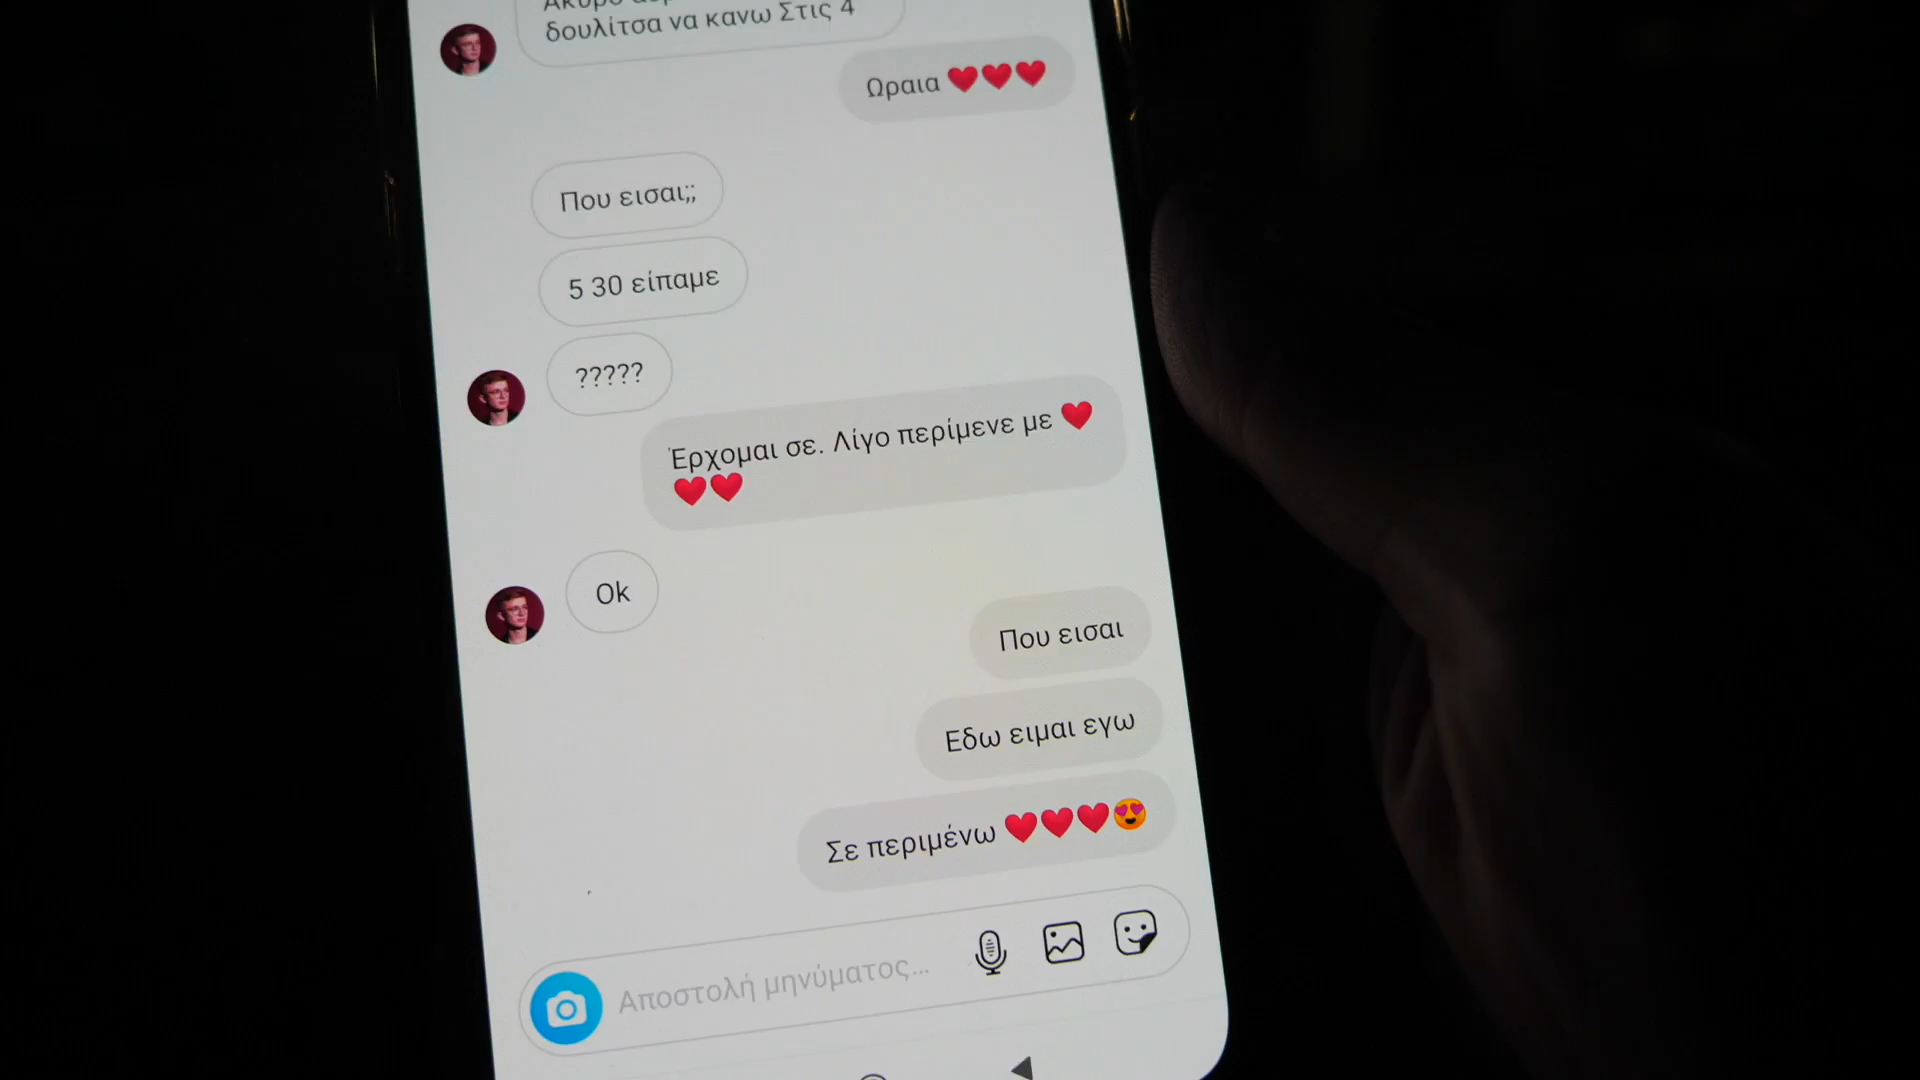 δουλίτσα να κανω Στις 4
Ωραια ❤️❤️❤️
Που εισαι;;
5 30 είπαμε
?????
Έρχομαι σε. Λίγο περίμενε με ❤️
❤️❤️
Ok
Που εισαι
Εδω ειμαι εγω
Σε περιμένω ❤️❤️❤️😍
Αποστολή μηνύματος...